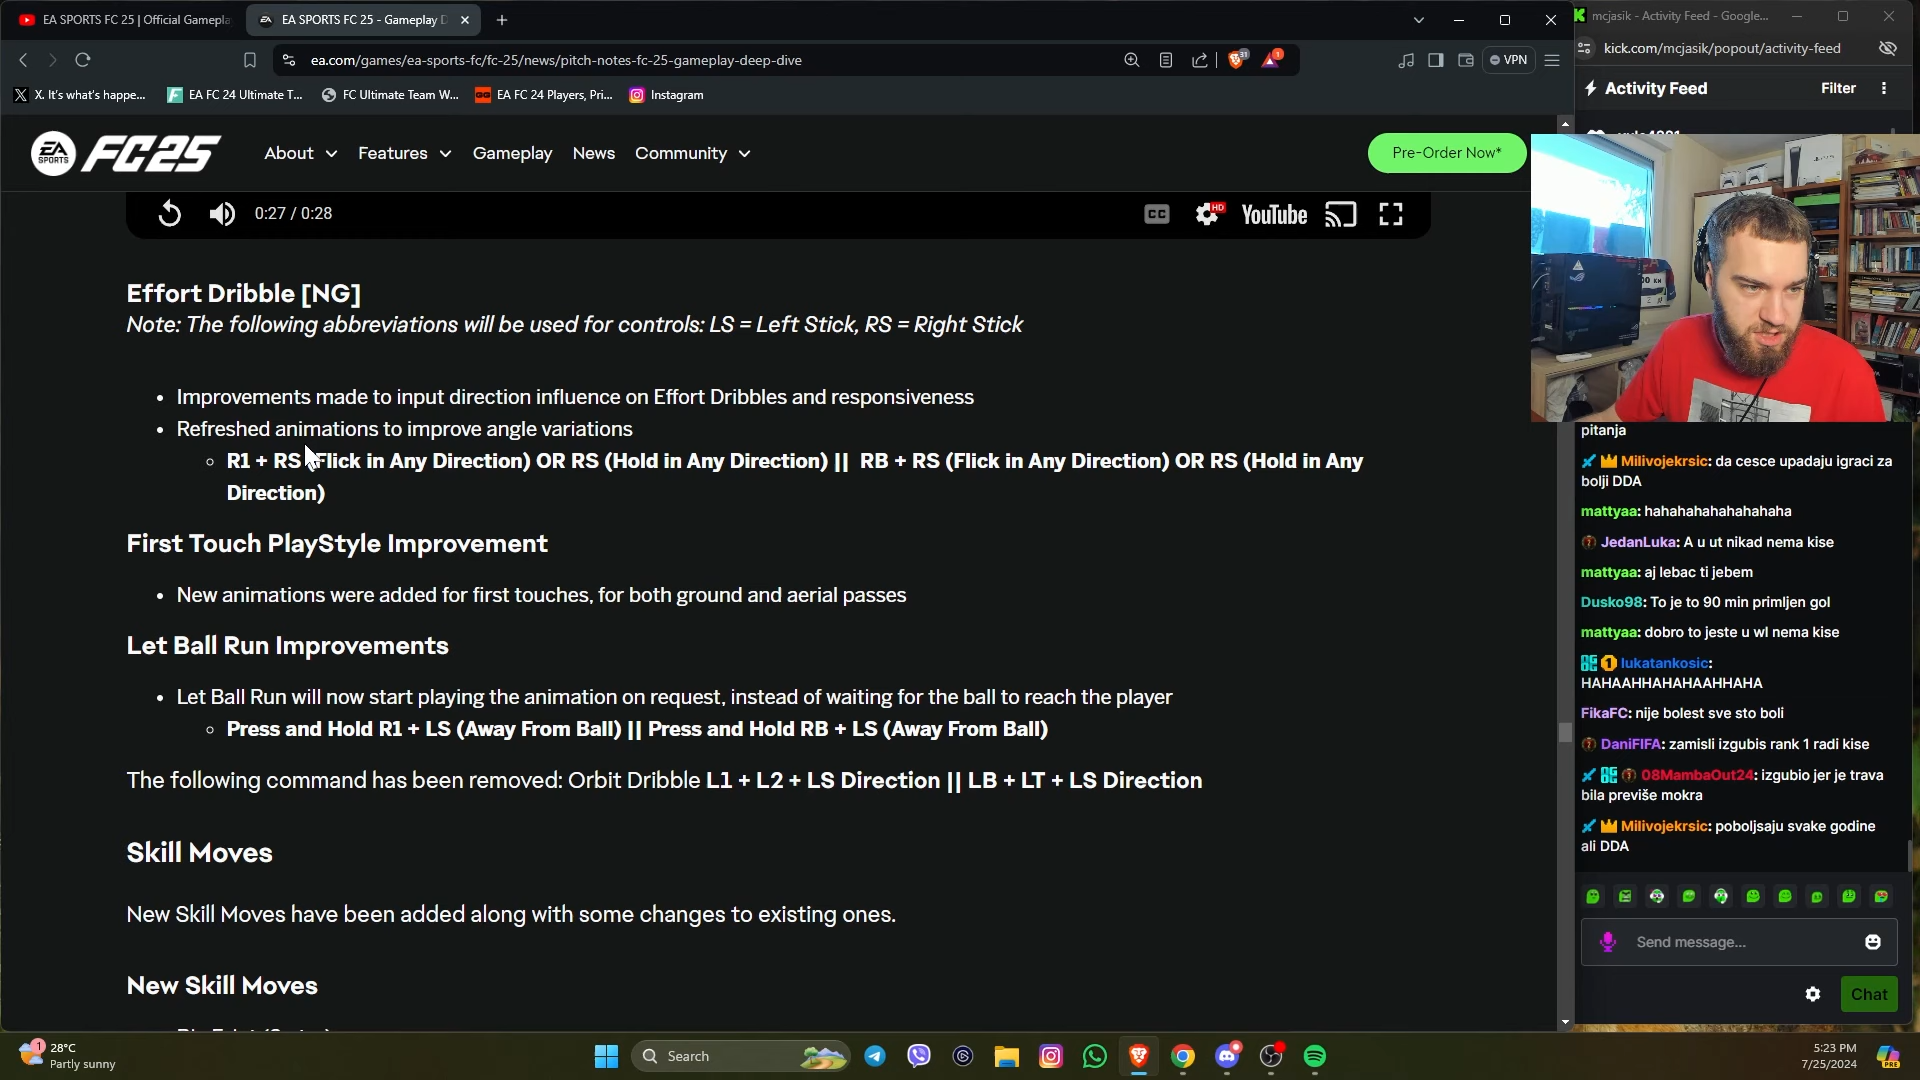 EA SPORTS FC 25 | Official Gamepla
EA SPORTS FC 25 - Gameplay D
mcjasik - Activity Feed - Google...
ea.com/games/ea-sports-fc/fc-25/news/pitch-notes-fc-25-gameplay-deep-dive
31
1
VPN
kick.com/mcjasik/popout/activity-feed
X. It's what's happe...
EA FC 24 Ultimate T...
FC Ultimate Team W...
EA FC 24 Players, Pri...
Instagram
Activity Feed
Filter
EA SPORTS FC25
About
Features
Gameplay
News
Community
Pre-Order Now*
0:27 / 0:28
CC
HD
YouTube
Effort Dribble [NG]
Note: The following abbreviations will be used for controls: LS = Left Stick, RS = Right Stick
• Improvements made to input direction influence on Effort Dribbles and responsiveness
• Refreshed animations to improve angle variations
R1 + RS (Flick in Any Direction) OR RS (Hold in Any Direction) || RB + RS (Flick in Any Direction) OR RS (Hold in Any
Direction)
First Touch PlayStyle Improvement
• New animations were added for first touches, for both ground and aerial passes
Let Ball Run Improvements
• Let Ball Run will now start playing the animation on request, instead of waiting for the ball to reach the player
Press and Hold R1 + LS (Away From Ball) || Press and Hold RB + LS (Away From Ball)
The following command has been removed: Orbit Dribble L1 + L2 + LS Direction || LB + LT + LS Direction
Skill Moves
New Skill Moves have been added along with some changes to existing ones.
New Skill Moves
pitanja
Milivojekrsic: da cesce upadaju igraci za
bolji DDA
mattyaa: hahahahahahahahaha
JedanLuka: A u ut nikad nema kise
mattyaa: aj lebac ti jebem
Dusko98: To je to 90 min primljen gol
mattyaa: dobro to jeste u wl nema kise
lukatankosic:
HAHAAHHAHAHAAHHAHA
FikaFC: nije bolest sve sto boli
DaniFIFA: zamisli izgubis rank 1 radi kise
08MambaOut24: izgubio jer je trava
bila previše mokra
Milivojekrsic: poboljsaju svake godine
ali DDA
Send message...
Chat
1
28°C
Partly sunny
Search
5:23 PM
7/25/2024
PRE